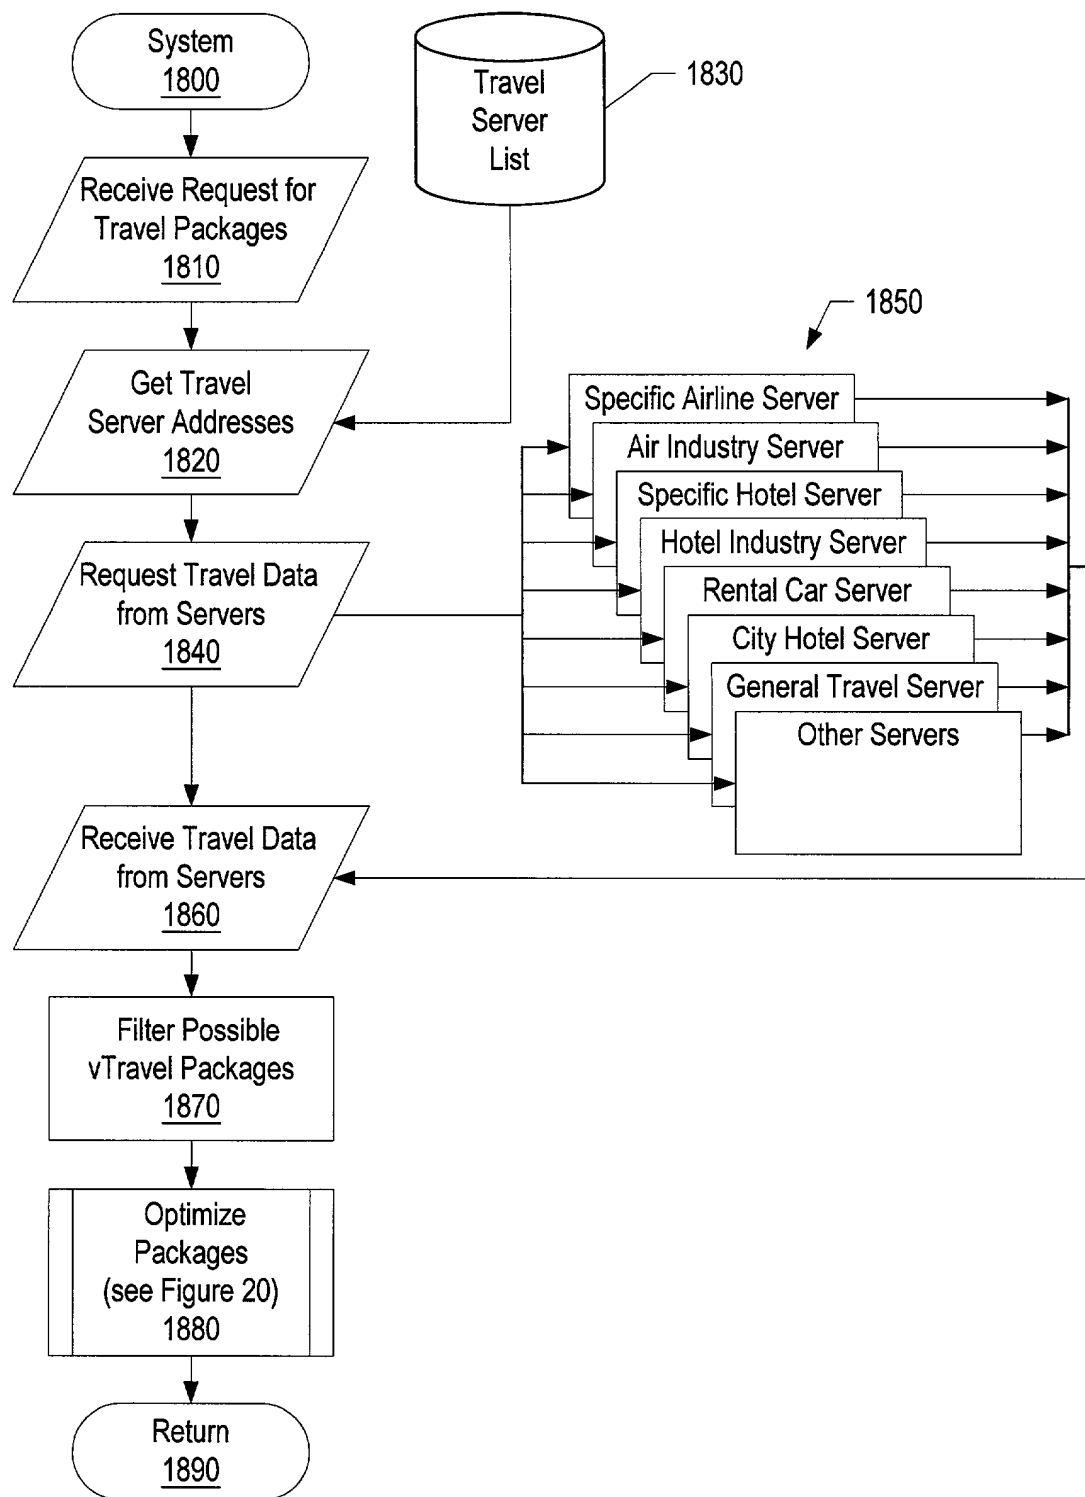 System
1800
Travel
Server
List
1830
Receive Request for
Travel Packages
1810
1850
Get Travel
Server Addresses
1820
Specific Airline Server
Air Industry Server
Specific Hotel Server
Hotel Industry Server
Rental Car Server
City Hotel Server
General Travel Server
Other Servers
Request Travel Data
from Servers
1840
Receive Travel Data
from Servers
1860
Filter Possible
vTravel Packages
1870
Optimize
Packages
(see Figure 20)
1880
Return
1890